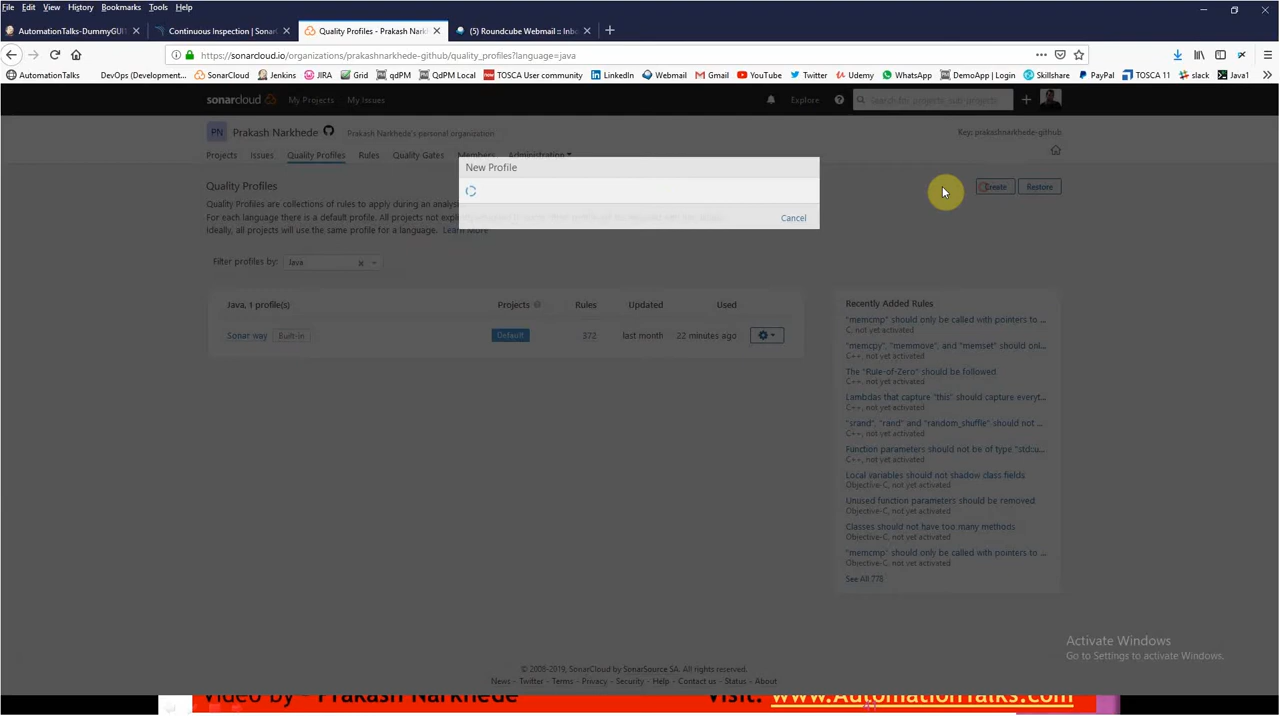 File Edit View History Bookmarks Tools Help
AutomationTalks-DummyGUI
Continuous Inspection | SonarC
Quality Profiles - Prakash Narkh
Roundcube Webmail :: Inbo
https://sonarcloud.io/organizations/prakashnarkhede-github/quality_profiles?language=java
AutomationTalks DevOps (Development... SonarCloud Jenkins JIRA Grid qdPM qdPM Local TOSCA User community LinkedIn Webmail Gmail YouTube Twitter Udemy WhatsApp DemoApp | Login Skillshare PayPal TOSCA 11 slack Java1
sonarcloud My Projects My Issues Explore
PN Prakash Narkhede Prakash Narkhede's personal organization Key: prakashnarkhede-github
Projects Issues Quality Profiles Rules Quality Gates Members Administration
New Profile
Cancel
Quality Profiles
Create Restore
Quality Profiles are collections of rules to apply during an analys
For each language there is a default profile. All projects not
Ideally, all projects will use the same profile for a language. Learn More
Filter profiles by: Java
Java, 1 profile(s) Projects Rules Updated Used
Sonar way Built-in Default 372 last month 22 minutes ago
Recently Added Rules
"memcmp" should only be called with pointers to ...
C, not yet activated
"memcpy", "memmove", and "memset" should onl...
C++, not yet activated
The "Rule-of-Zero" should be followed
C++, not yet activated
Lambdas that capture "this" should capture everyt...
C++, not yet activated
"srand", "rand" and "random_shuffle" should not ...
C++, not yet activated
Function parameters should not be of type "std::u...
C++, not yet activated
Local variables should not shadow class fields
Objective-C, not yet activated
Unused function parameters should be removed
Objective-C, not yet activated
Classes should not have too many methods
Objective-C, not yet activated
"memcmp" should only be called with pointers to ...
Objective-C, not yet activated
See All 778
Activate Windows
Go to Settings to activate Windows.
© 2008-2019, SonarCloud by SonarSource SA. All rights reserved.
News - Twitter - Terms - Privacy - Security - Help - Contact us - Status - About
Video by - Prakash Narkhede Visit: www.AutomationTalks.com